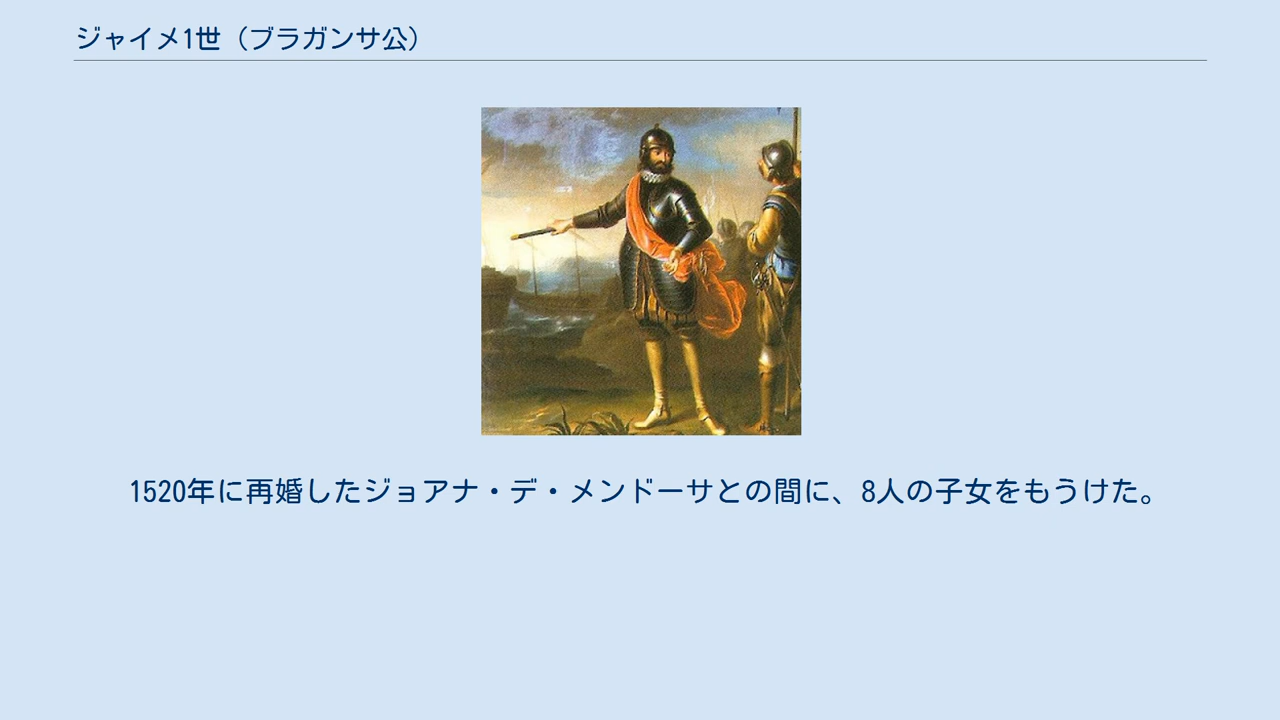 ジャイメ1世（ブラガンサ公）
1520年に再婚したジョアナ・デ・メンドーサとの間に、8人の子女をもうけた。